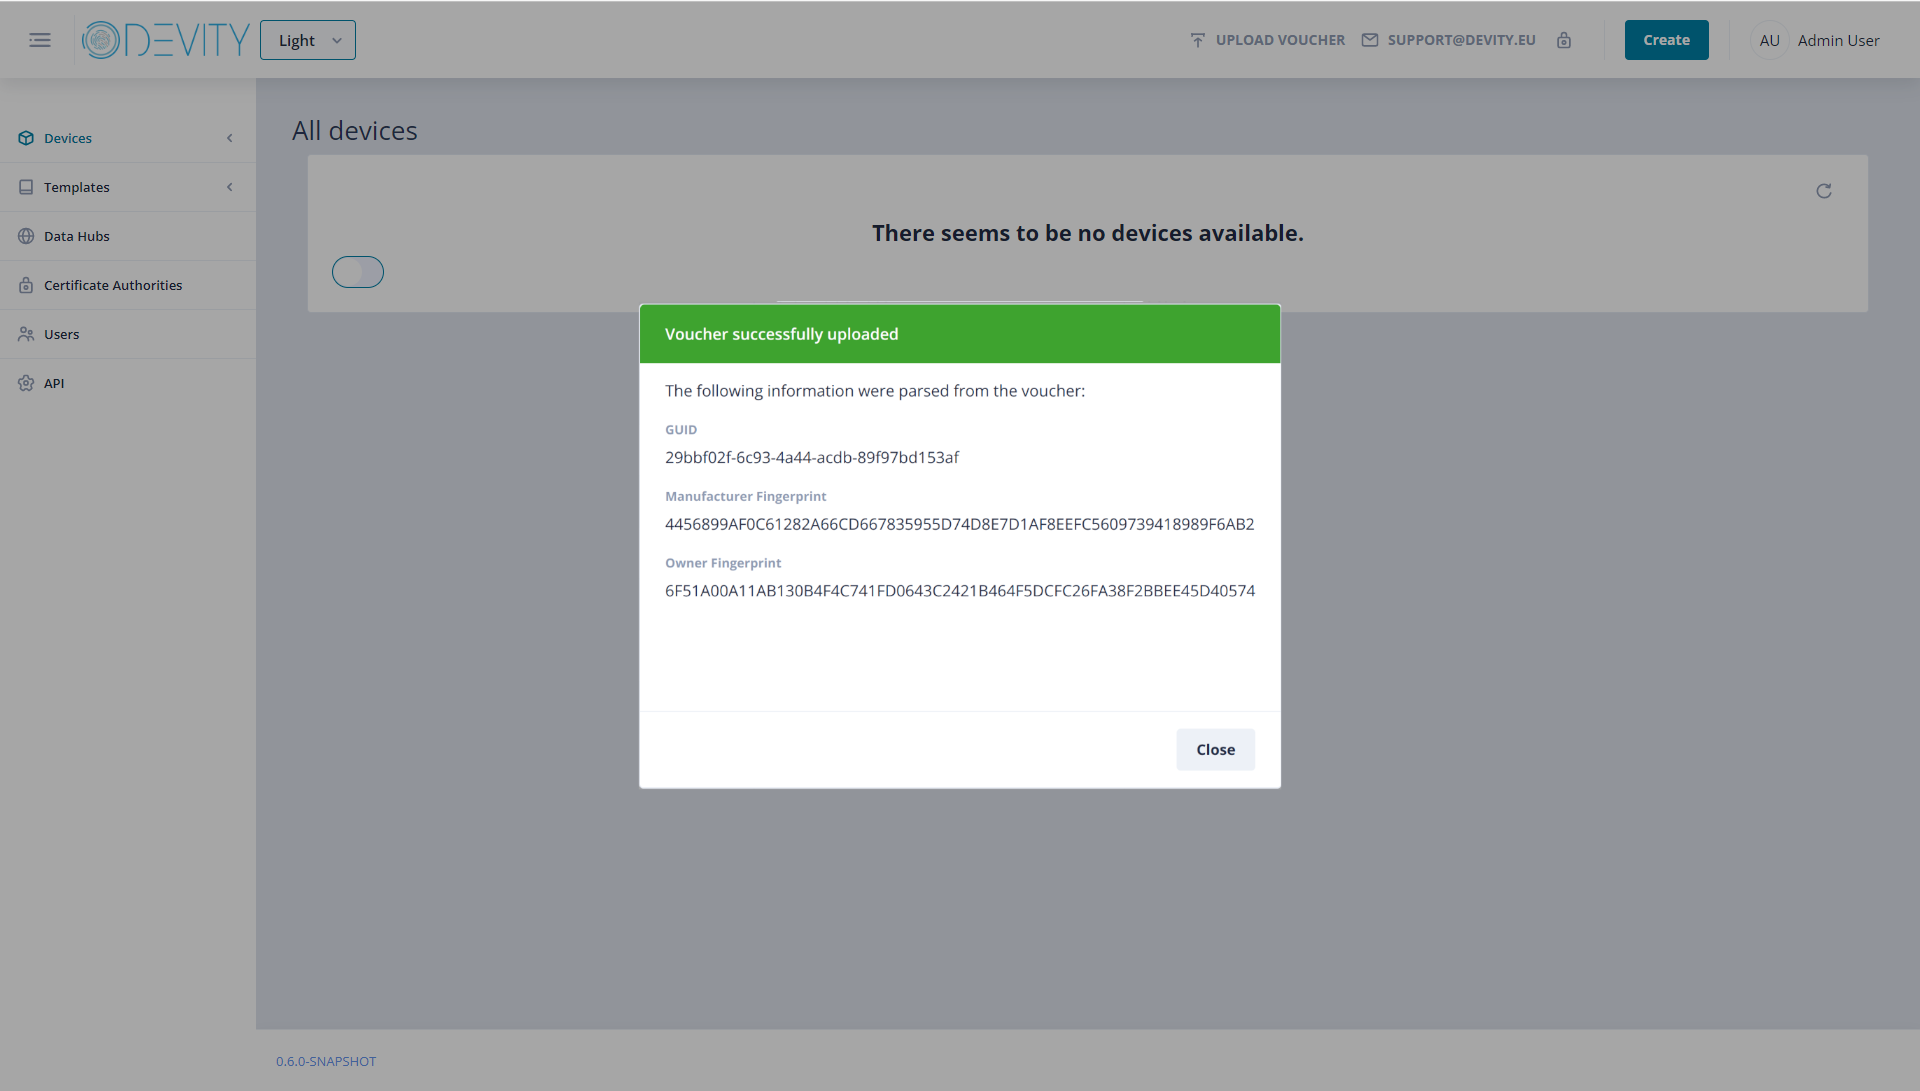 DEVITY
Light
UPLOAD VOUCHER
SUPPORT@DEVITY.EU
Create
AU
Admin User
Devices
Templates
Data Hubs
Certificate Authorities
Users
API
All devices
There seems to be no devices available.
Voucher successfully uploaded
The following information were parsed from the voucher:
GUID
29bbf02f-6c93-4a44-acdb-89f97bd153af
Manufacturer Fingerprint
4456899AF0C61282A66CD667835955D74D8E7D1AF8EEFC5609739418989F6AB2
Owner Fingerprint
6F51A00A11AB130B4F4C741FD0643C2421B464F5DCFC26FA38F2BBEE45D40574
Close
0.6.0-SNAPSHOT